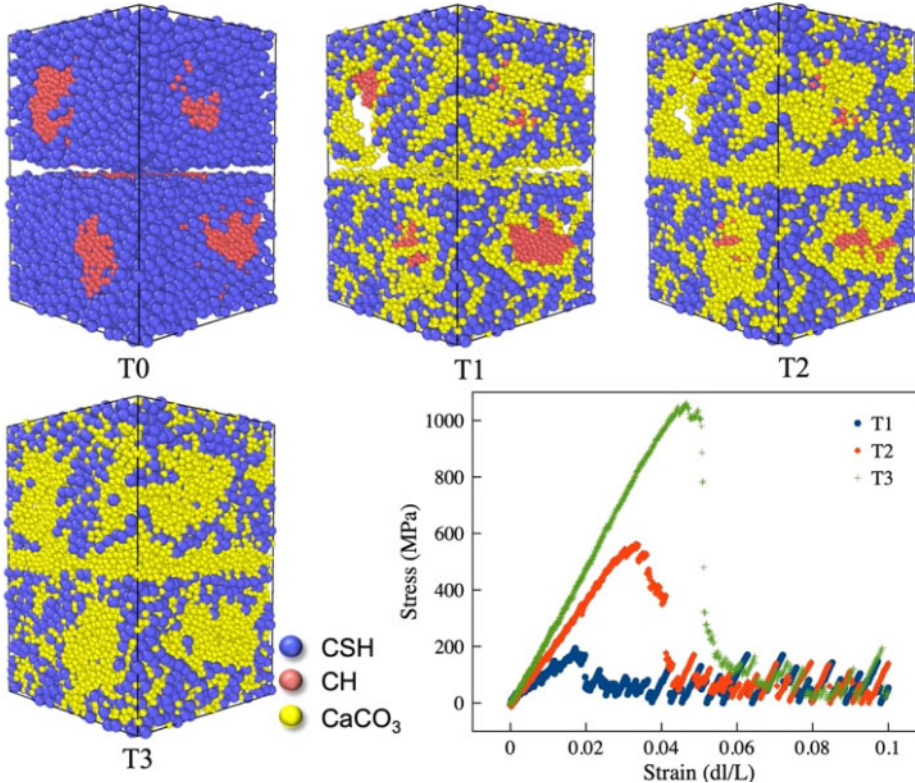 T0
T1
T2
T3
CSH
CH
CaCO₃
Stress (MPa)
1000
800
600
400
200
0
T1
T2
T3
0
0.02
0.04
0.06
0.08
0.1
Strain (dl/L)